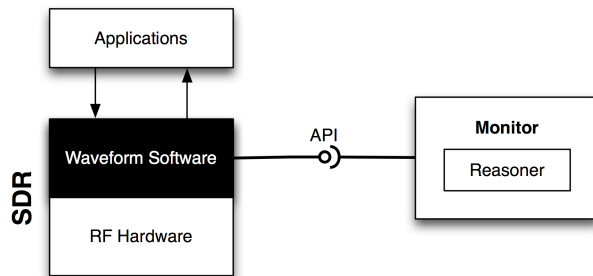 Applications
Waveform Software
API
Monitor
Reasoner
SDR
RF Hardware